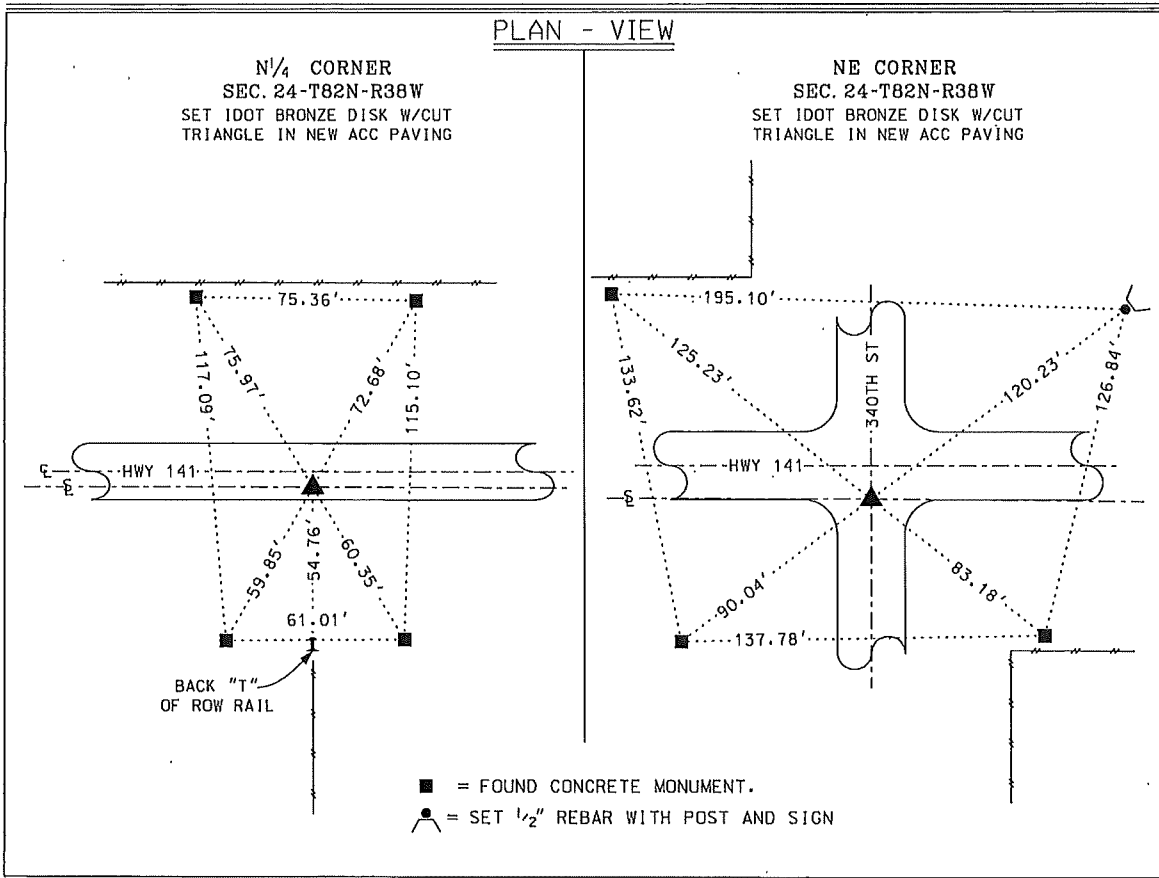 PLAN - VIEW
N1/4 CORNER
SEC. 24-T82N-R38W
SET IDOT BRONZE DISK W/CUT
TRIANGLE IN NEW ACC PAVING
75.36'
117.09'
75.97'
72.68'
115.10'
HWY 141
59.85'
54.76'
60.35'
61.01'
BACK "T"
OF ROW RAIL
NE CORNER
SEC. 24-T82N-R38W
SET IDOT BRONZE DISK W/CUT
TRIANGLE IN NEW ACC PAVING
195.10'
125.23'
133.62'
340TH ST
120.23'
126.84'
HWY 141
90.04'
83.18'
137.78'
■ = FOUND CONCRETE MONUMENT.
= SET 1/2" REBAR WITH POST AND SIGN